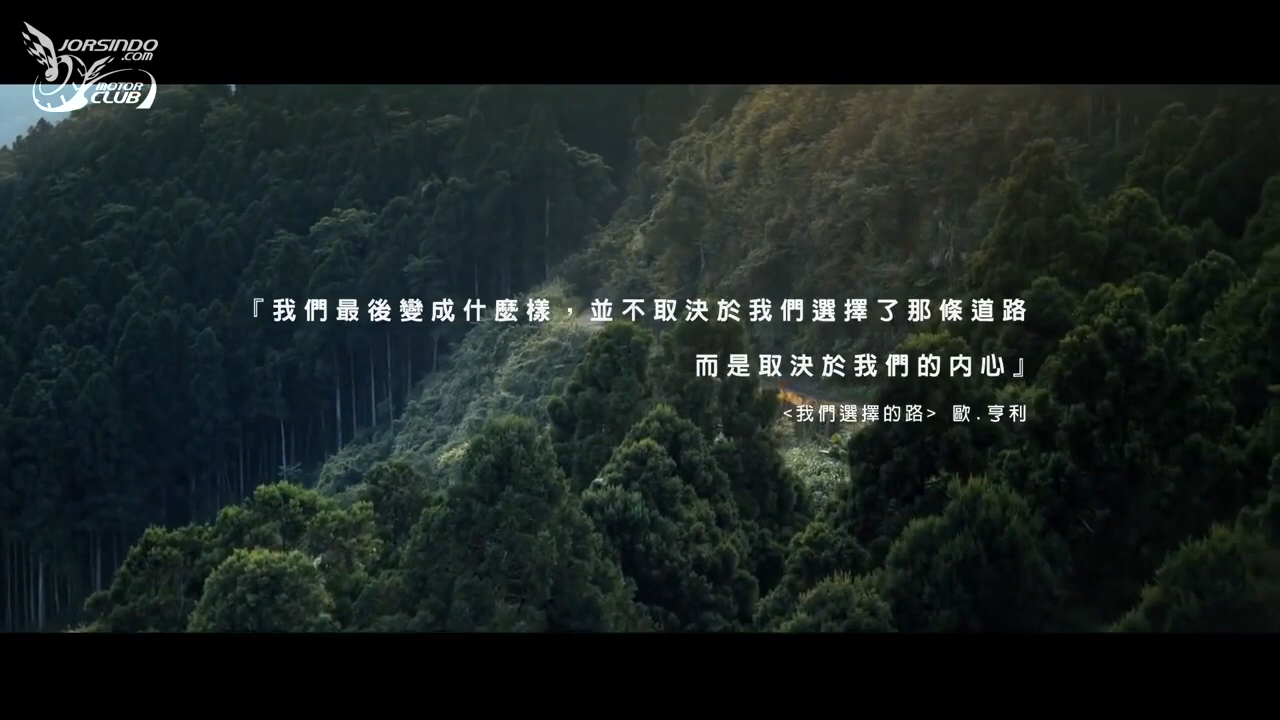 JORSINDO
.COM
MOTOR
CLUB
『我們最後變成什麼樣，並不取決於我們選擇了那條道路
而是取決於我們的内心』
<我們選擇的路> 歐.亨利